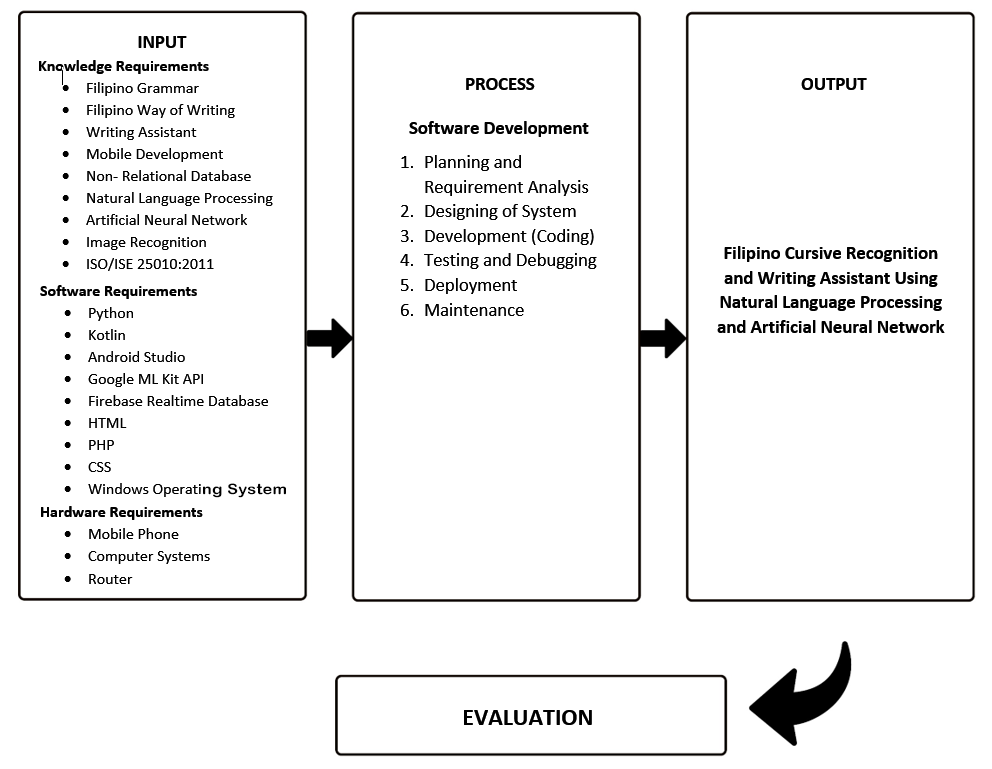 INPUT
Knowledge Requirements
• Filipino Grammar
• Filipino Way of Writing
• Writing Assistant
• Mobile Development
• Non- Relational Database
• Natural Language Processing
• Artificial Neural Network
• Image Recognition
• ISO/ISE 25010:2011
Software Requirements
• Python
• Kotlin
• Android Studio
• Google ML Kit API
• Firebase Realtime Database
• HTML
• PHP
• CSS
• Windows Operating System
Hardware Requirements
• Mobile Phone
• Computer Systems
• Router
PROCESS
Software Development
1. Planning and
Requirement Analysis
2. Designing of System
3. Development (Coding)
4. Testing and Debugging
5. Deployment
6. Maintenance
OUTPUT
Filipino Cursive Recognition
and Writing Assistant Using
Natural Language Processing
and Artificial Neural Network
EVALUATION